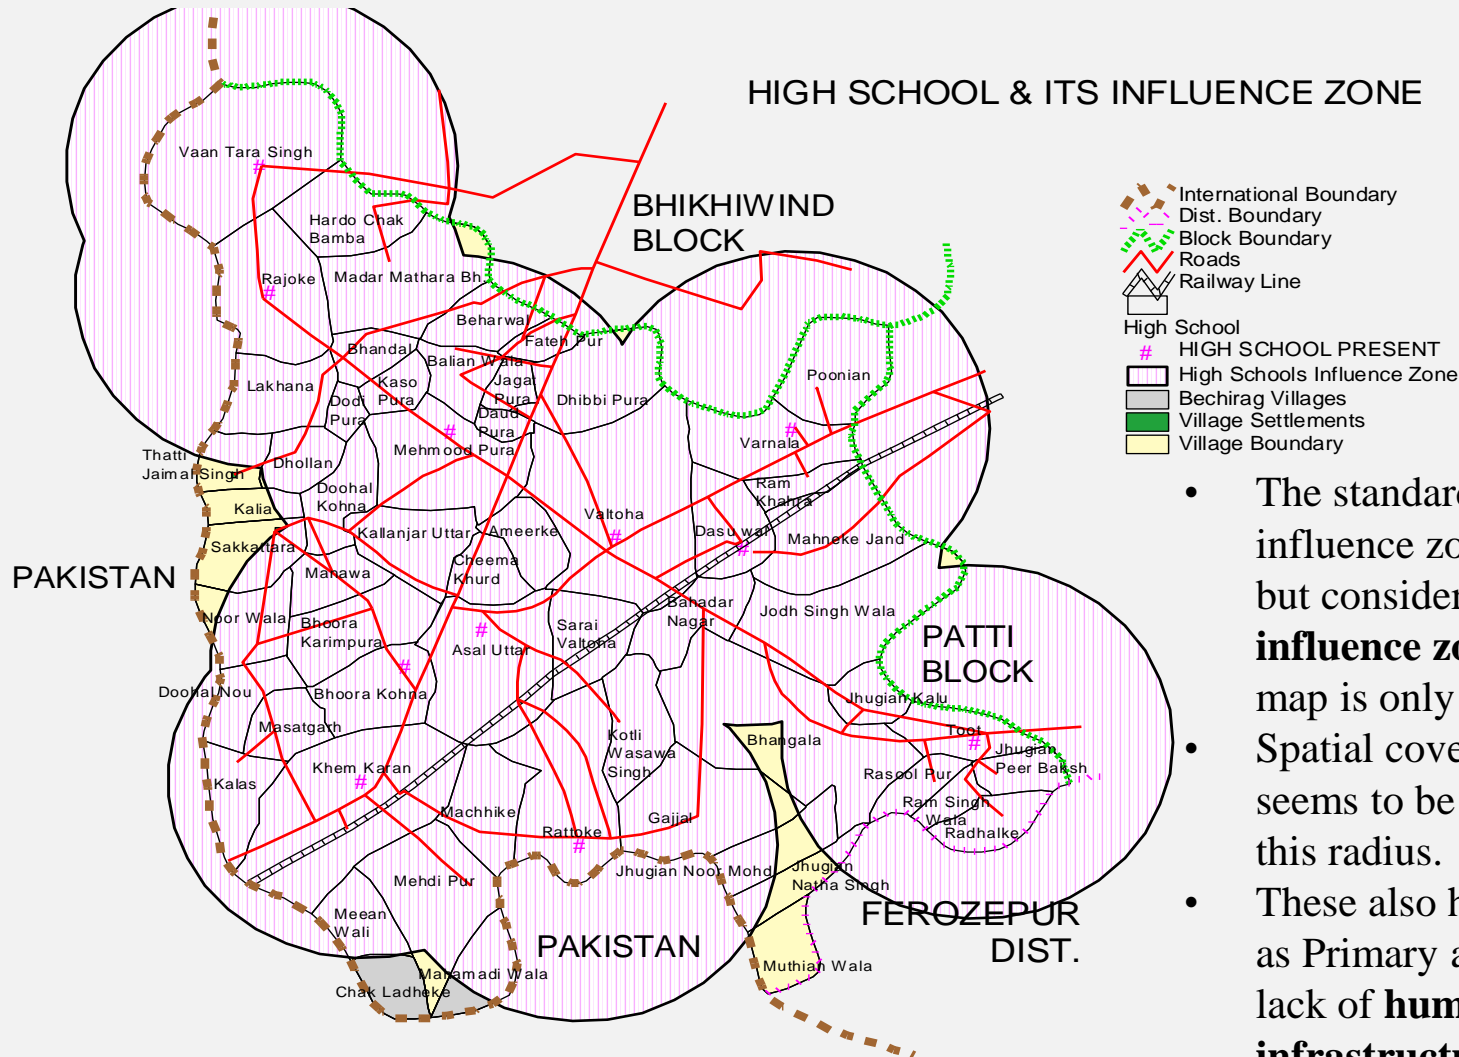 HIGH SCHOOL & ITS INFLUENCE ZONE
Vaan Tara Singh
#
Hardo Chak
Bamba
BHIKHIWIND
BLOCK
International Boundary
Dist. Boundary
Block Boundary
Roads
Railway Line
High School
# HIGH SCHOOL PRESENT
High Schools Influence Zone
Bechirag Villages
Village Settlements
Village Boundary
Rajoke
#
Madar Mathara Bh.
Beharwal
Fateh Pur
Bhandal
Balian Wala
Lakhana
Kaso
Pura
Jagat
Pura
Dodi
Pura
Dhibbi Pura
Daud
Pura
Poonian
#
Varnala
#
Mehmood Pura
Thatti
Jaimal Singh
Dhollan
Doohal
Kohna
Ram
Khahra
Kalia
Valtoha
#
Kallanjar Uttar
Ameerke
Dasuwal
#
Mahneke Jand
Sakkattara
PAKISTAN
Manawa
Cheema
Khurd
Noor Wala
Bhoora
Karimpura
#
Asal Uttar
#
Sarai
Valtoha
Bahadar
Nagar
Jodh Singh Wala
PATTI
BLOCK
Doohal Nou
Bhoora Kohna
Jhugian Kalu
Masatgarh
Kotli
Wasawa
Singh
Bhangala
Toot
#
Jhugian
Peer Baksh
Khem Karan
#
Kalas
Rasool Pur
Machhike
Gajjal
Ram Singh
Wala
Radhalke
Rattoke
#
Mehdi Pur
Jhugian Noor Mohd.
Jhugian
Natha Singh
Meean
Wali
FEROZEPUR
DIST.
PAKISTAN
Muthian Wala
Mahamadi Wala
Chak Ladheke
• The standard
influence zo
but consider
influence zo
map is only
• Spatial cove
seems to be
this radius.
• These also h
as Primary a
lack of hum
infrastructu